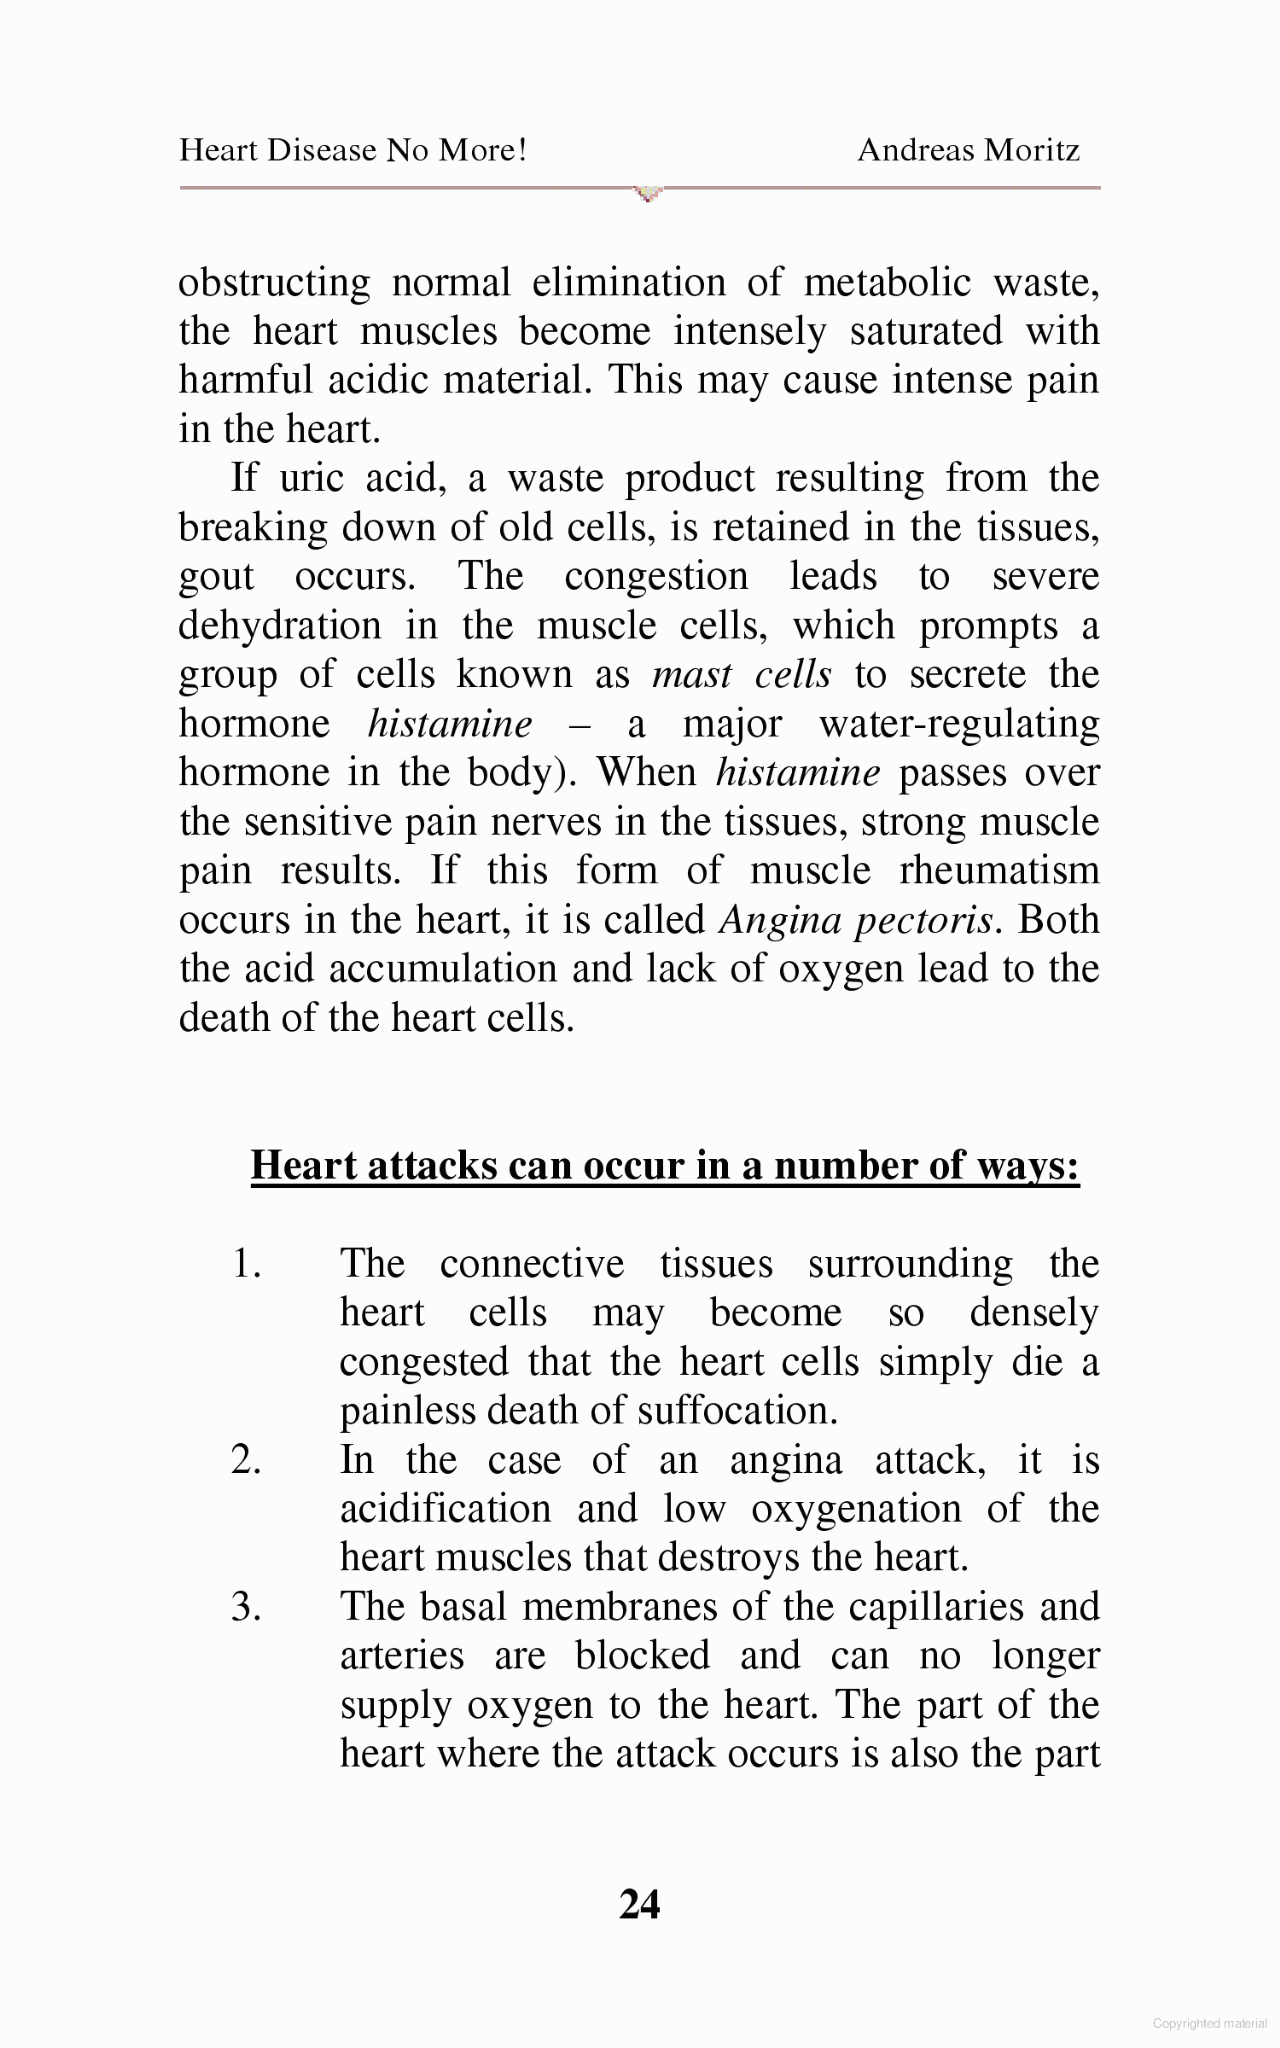 Heart Disease No More! Andreas Moritz
obstructing normal elimination of metabolic waste,
the heart muscles become intensely saturated with
harmful acidic material. This may cause intense pain
in the heart.
If uric acid, a waste product resulting from the
breaking down of old cells, is retained in the tissues,
gout occurs. The congestion leads to severe
dehydration in the muscle cells, which prompts a
group of cells known as mast cells to secrete the
hormone histamine – a major water-regulating
hormone in the body). When histamine passes over
the sensitive pain nerves in the tissues, strong muscle
pain results. If this form of muscle rheumatism
occurs in the heart, it is called Angina pectoris. Both
the acid accumulation and lack of oxygen lead to the
death of the heart cells.
Heart attacks can occur in a number of ways:
1. The connective tissues surrounding the
heart cells may become so densely
congested that the heart cells simply die a
painless death of suffocation.
2. In the case of an angina attack, it is
acidification and low oxygenation of the
heart muscles that destroys the heart.
3. The basal membranes of the capillaries and
arteries are blocked and can no longer
supply oxygen to the heart. The part of the
heart where the attack occurs is also the part
24
Copyrighted material